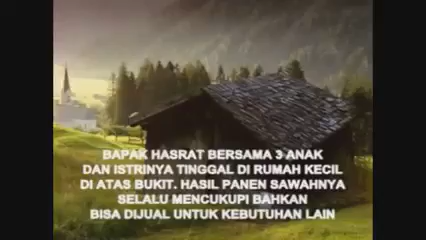 BAPAK HASRAT BERSAMA 3 ANAK
DAN ISTRINYA TINGGAL DI RUMAH KECIL
DI ATAS BUKIT. HASIL PANEN SAWAHNYA
SELALU MENCUKUPI BAHKAN
BISA DIJUAL UNTUK KEBUTUHAN LAIN